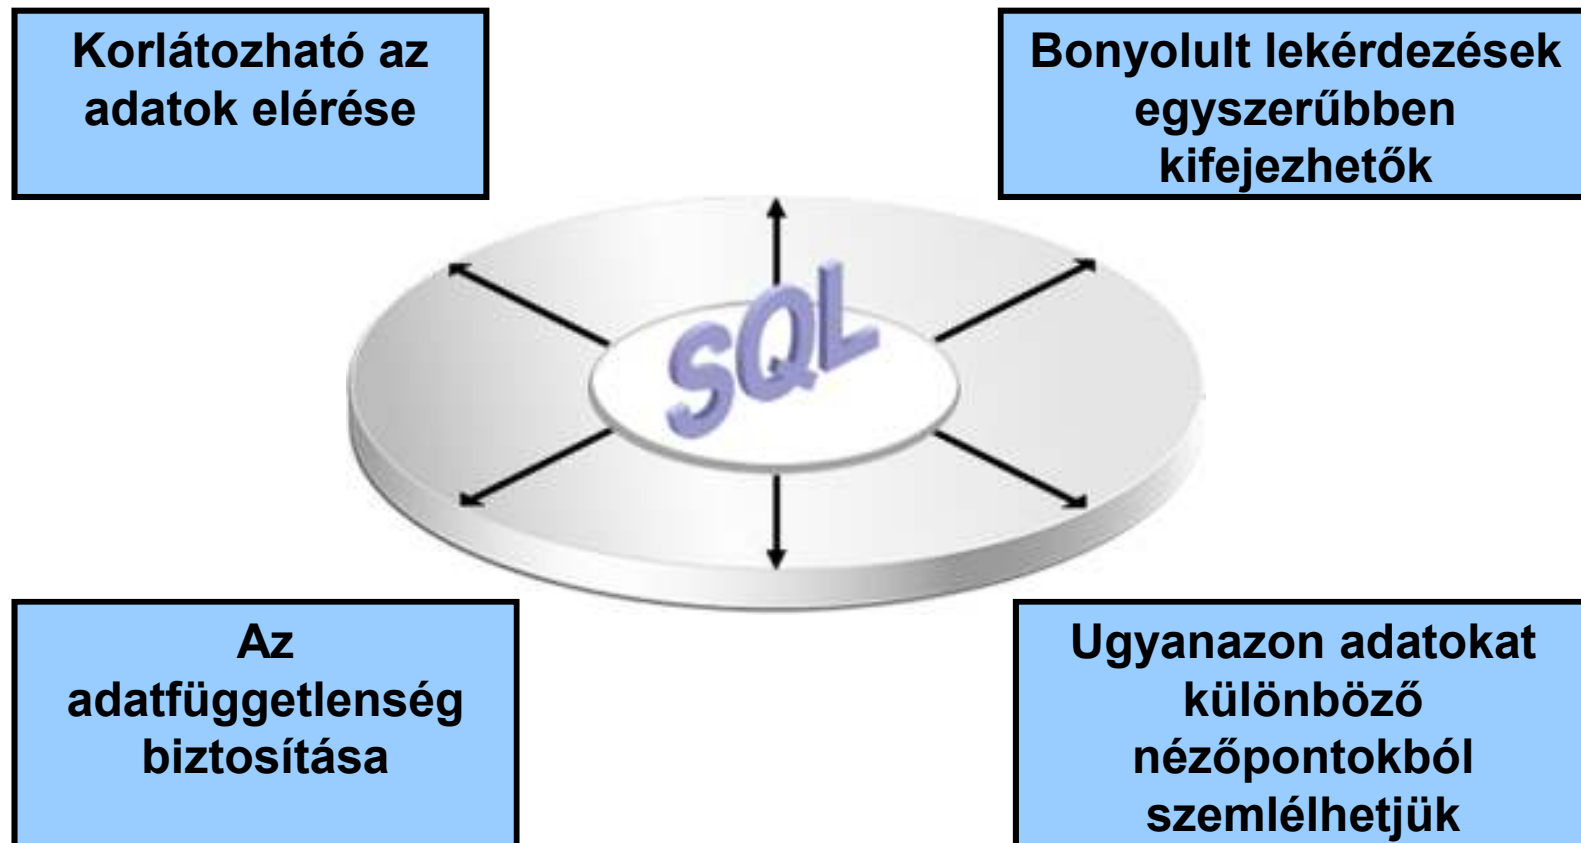 Korlátozható az
adatok elérése
Bonyolult lekérdezések
egyszerűbben
kifejezhetők
SQL
Az
adatfüggetlenség
biztosítása
Ugyanazon adatokat
különböző
nézőpontokból
szemlélhetjük